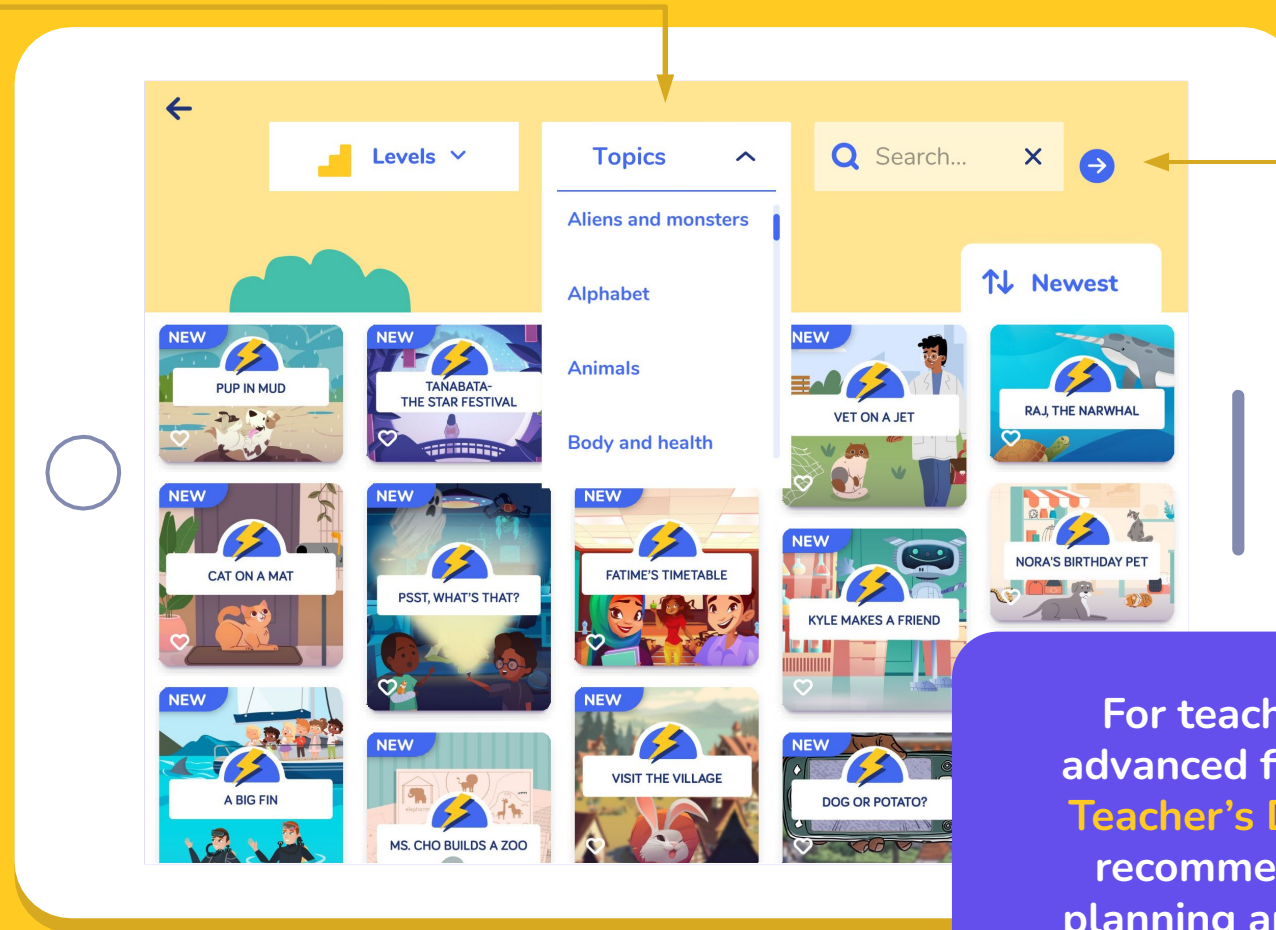 Levels
Topics
Search...
Aliens and monsters
Alphabet
Animals
Body and health
Newest
NEW
PUP IN MUD
NEW
TANABATA-
THE STAR FESTIVAL
NEW
VET ON A JET
RAJ, THE NARWHAL
NEW
CAT ON A MAT
NEW
PSST, WHAT'S THAT?
NEW
FATIME'S TIMETABLE
NEW
KYLE MAKES A FRIEND
NORA'S BIRTHDAY PET
NEW
A BIG FIN
NEW
MS. CHO BUILDS A ZOO
NEW
VISIT THE VILLAGE
NEW
DOG OR POTATO?
For teach
advanced f
Teacher's
recomme
planning